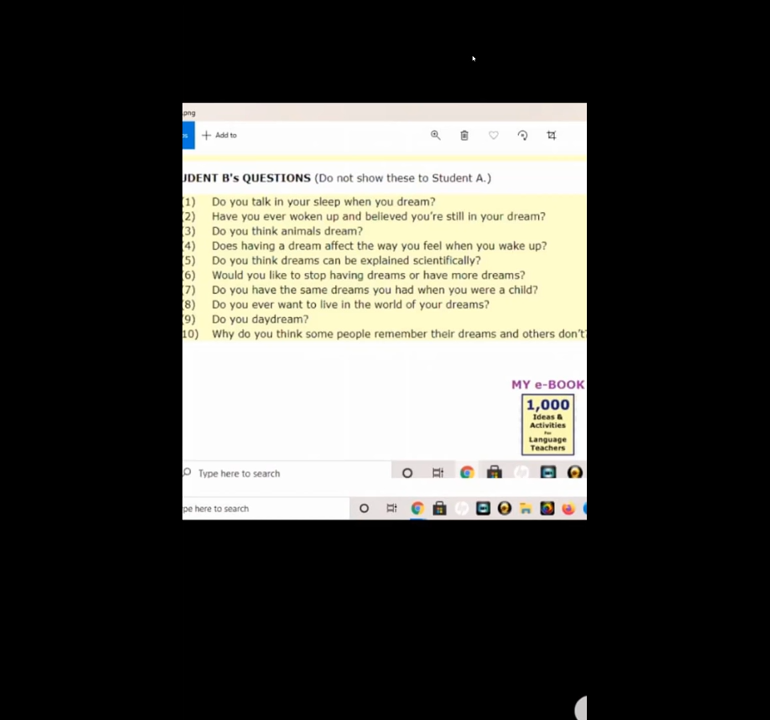 .png
Add to
UDENT B's QUESTIONS (Do not show these to Student A.)
1) Do you talk in your sleep when you dream?
(2) Have you ever woken up and believed you're still in your dream?
(3) Do you think animals dream?
(4) Does having a dream affect the way you feel when you wake up?
(5) Do you think dreams can be explained scientifically?
(6) Would you like to stop having dreams or have more dreams?
(7) Do you have the same dreams you had when you were a child?
(8) Do you ever want to live in the world of your dreams?
(9) Do you daydream?
10) Why do you think some people remember their dreams and others don't?
MY e-BOOK
1,000
Ideas &
Activities
For
Language
Teachers
Type here to search
pe here to search